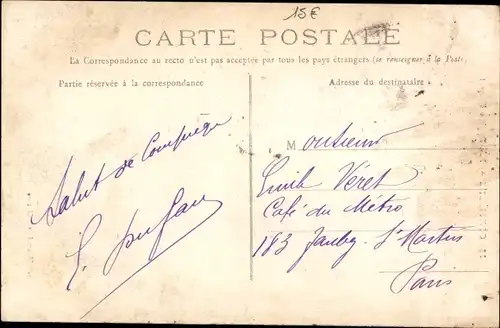 15€
CARTE POSTALE
La Correspondance au recto n'est pas acceptée par tous les pays étrangers (se renseigner à la Poste)
Partie réservée à la correspondance
Adresse du destinataire
Salut de Compiègne
Monsieur
Emile Véret
Café du Métro
183 Faubg St Martin
Paris